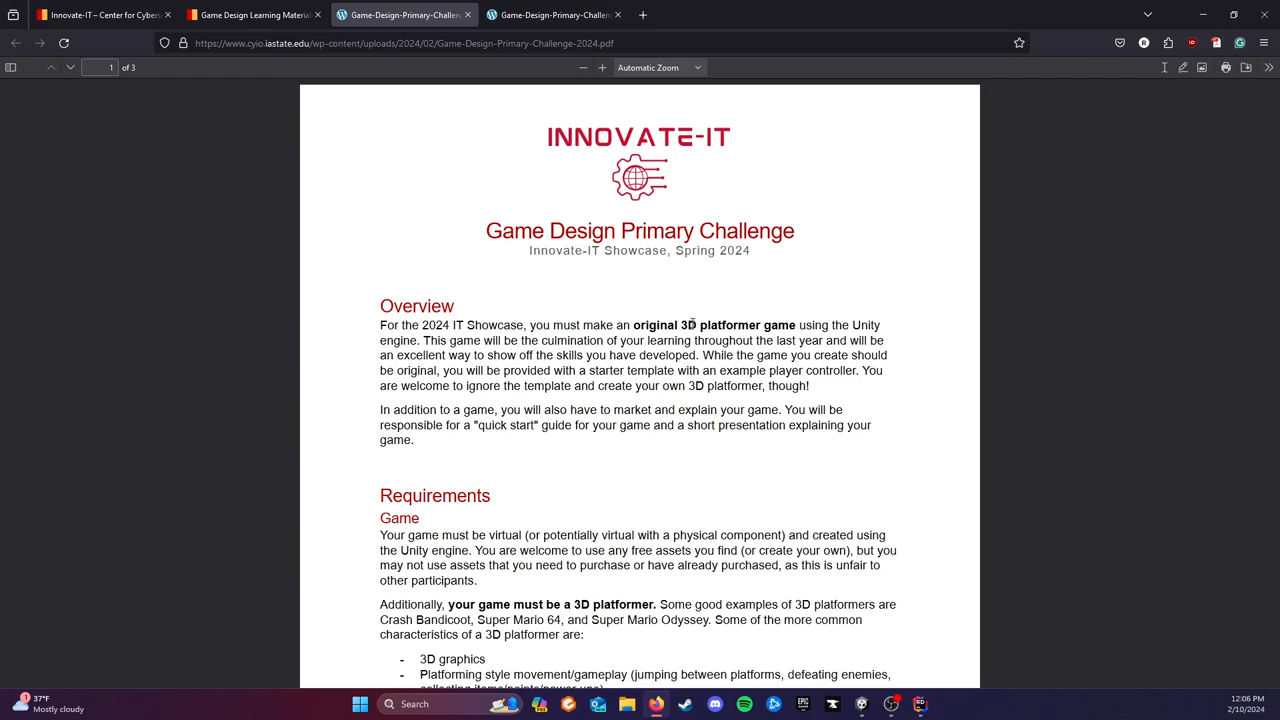 Innovate-IT – Center for Cybers
Game Design Learning Material
Game-Design-Primary-Challenge
Game-Design-Primary-Challenge
https://www.cyio.iastate.edu/wp-content/uploads/2024/02/Game-Design-Primary-Challenge-2024.pdf
1 of 3
Automatic Zoom
INNOVATE-IT
Game Design Primary Challenge
Innovate-IT Showcase, Spring 2024
Overview
For the 2024 IT Showcase, you must make an original 3D platformer game using the Unity
engine. This game will be the culmination of your learning throughout the last year and will be
an excellent way to show off the skills you have developed. While the game you create should
be original, you will be provided with a starter template with an example player controller. You
are welcome to ignore the template and create your own 3D platformer, though!
In addition to a game, you will also have to market and explain your game. You will be
responsible for a "quick start" guide for your game and a short presentation explaining your
game.
Requirements
Game
Your game must be virtual (or potentially virtual with a physical component) and created using
the Unity engine. You are welcome to use any free assets you find (or create your own), but you
may not use assets that you need to purchase or have already purchased, as this is unfair to
other participants.
Additionally, your game must be a 3D platformer. Some good examples of 3D platformers are
Crash Bandicoot, Super Mario 64, and Super Mario Odyssey. Some of the more common
characteristics of a 3D platformer are:
- 3D graphics
- Platforming style movement/gameplay (jumping between platforms, defeating enemies,
37°F
Mostly cloudy
Search
12:06 PM
2/10/2024